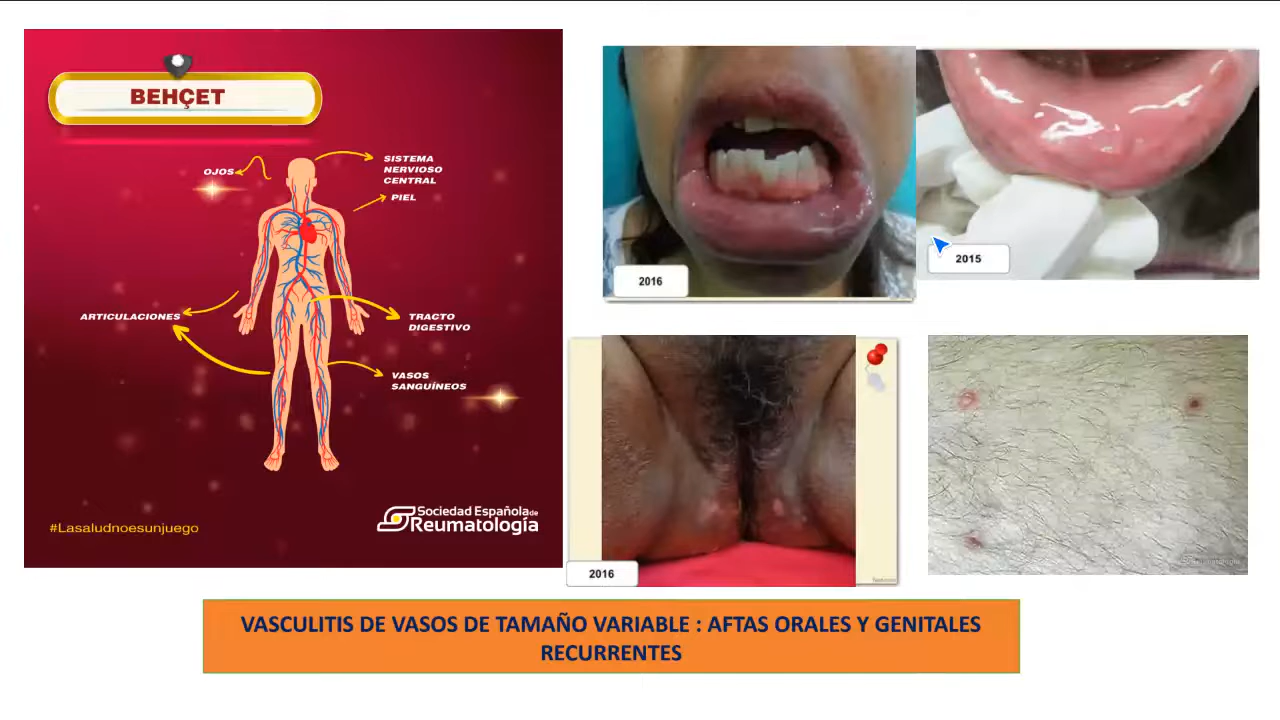 BEHÇET
OJOS
SISTEMA
NERVIOSO
CENTRAL
PIEL
ARTICULACIONES
TRACTO
DIGESTIVO
VASOS
SANGUÍNEOS
#Lasaludnoesunjuego
Sociedad Española de
Reumatología
2016
2015
2016
VASCULITIS DE VASOS DE TAMAÑO VARIABLE : AFTAS ORALES Y GENITALES
RECURRENTES